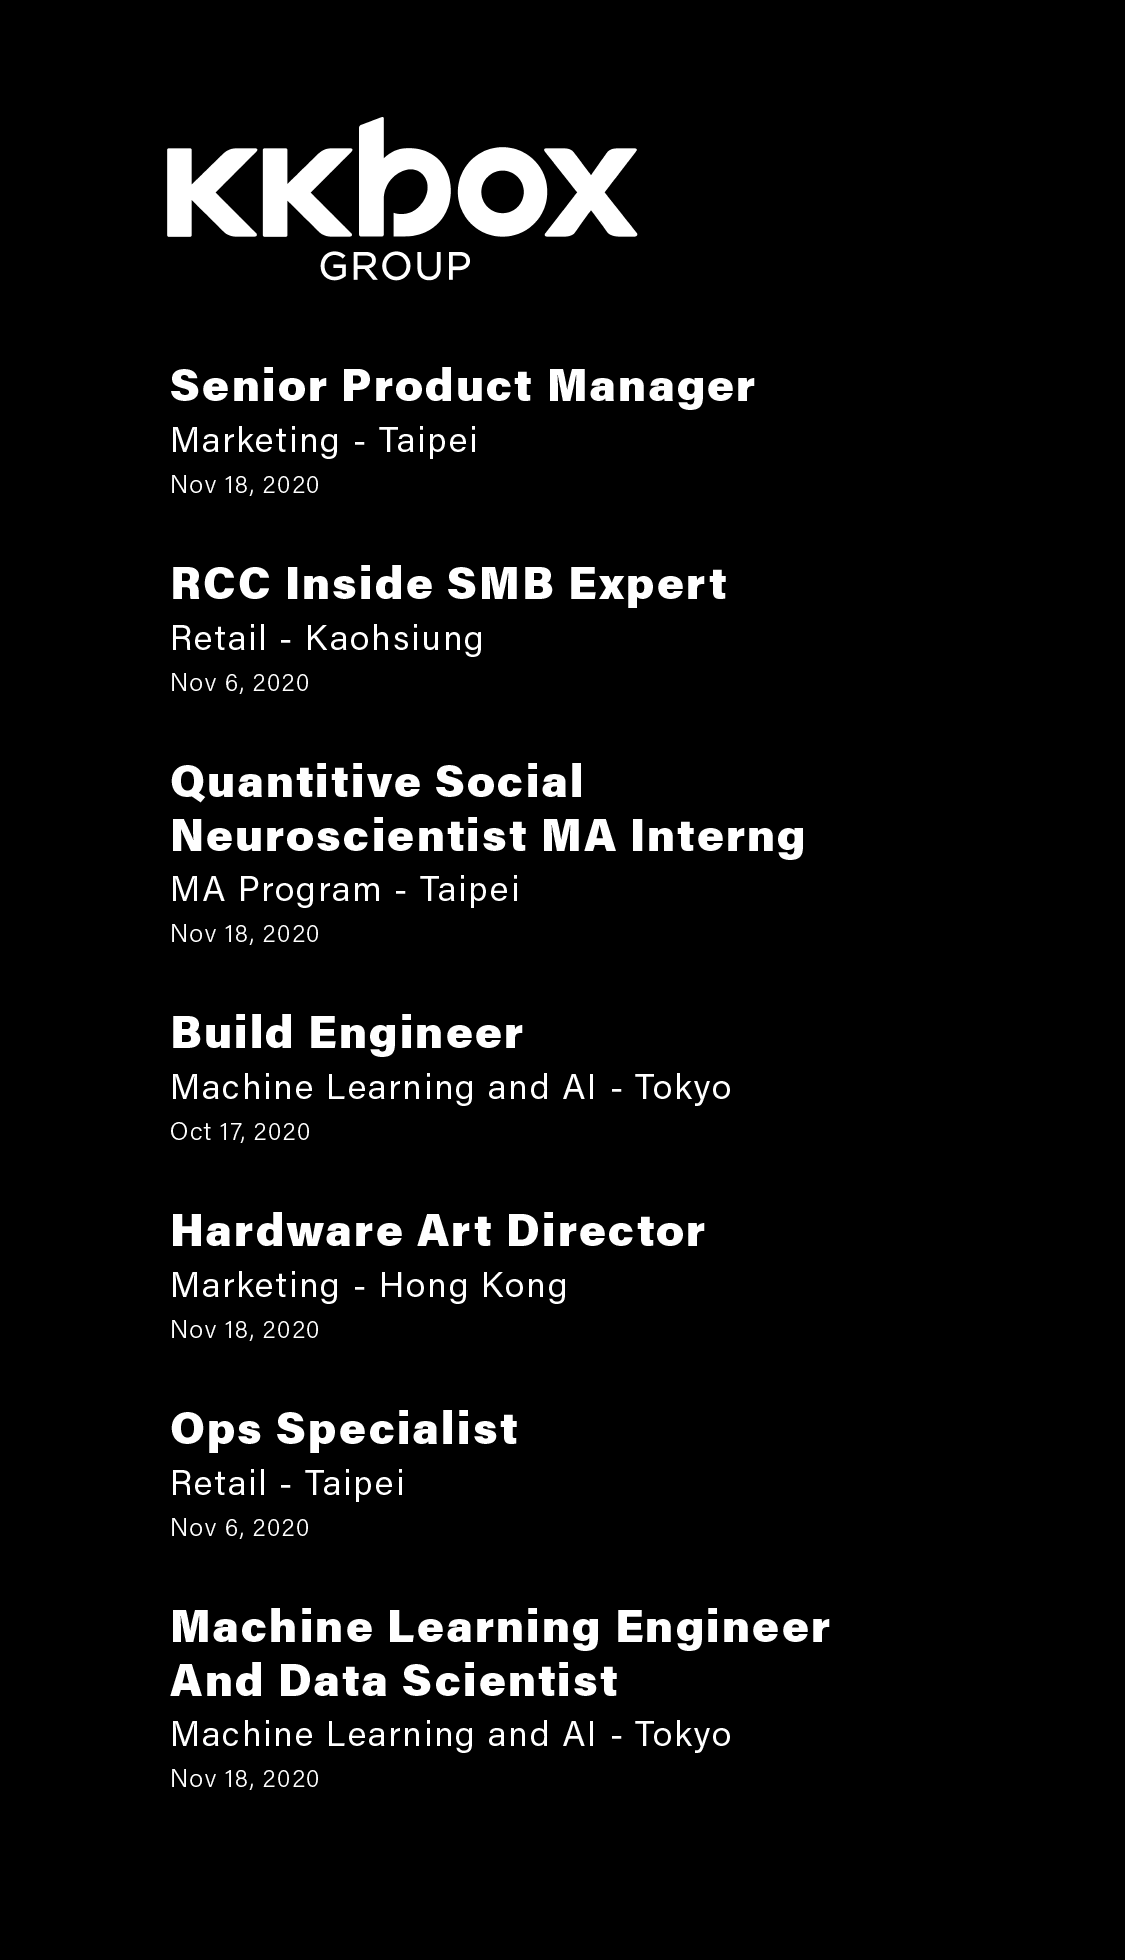 KKBOX
GROUP
Senior Product Manager
Marketing - Taipei
Nov 18, 2020
RCC Inside SMB Expert
Retail - Kaohsiung
Nov 6, 2020
Quantitive Social
Neuroscientist MA Interng
MA Program - Taipei
Nov 18, 2020
Build Engineer
Machine Learning and AI - Tokyo
Oct 17, 2020
Hardware Art Director
Marketing - Hong Kong
Nov 18, 2020
Ops Specialist
Retail - Taipei
Nov 6, 2020
Machine Learning Engineer
And Data Scientist
Machine Learning and AI - Tokyo
Nov 18, 2020